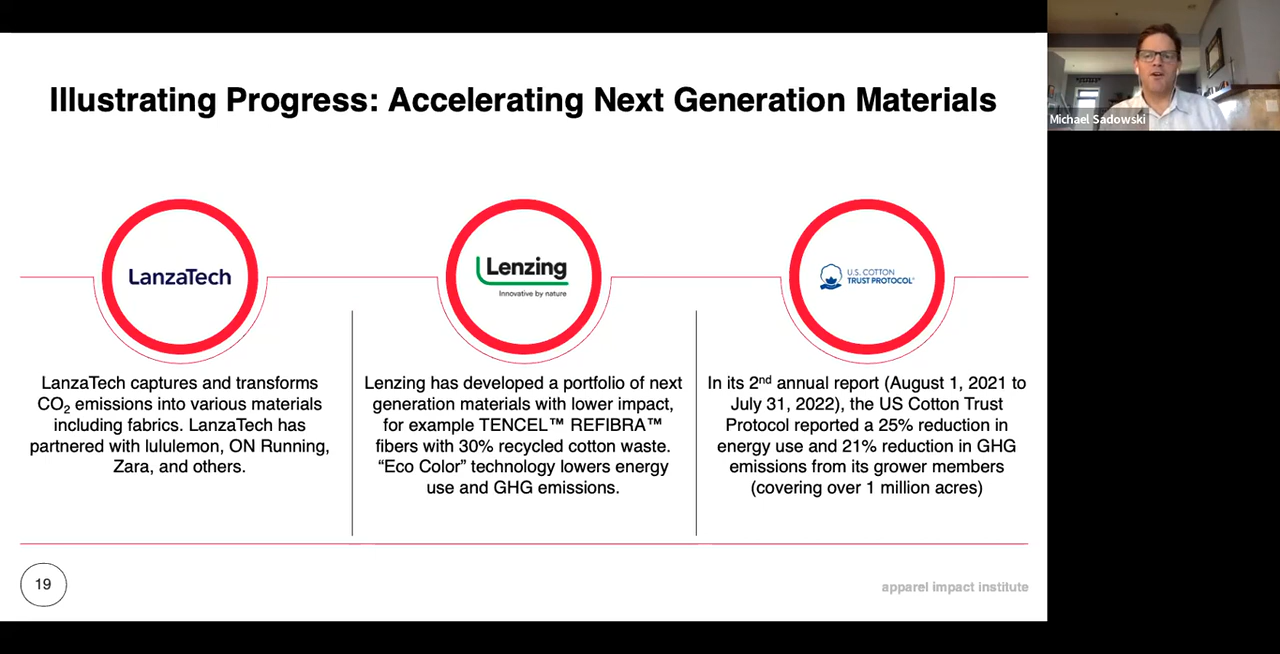 Illustrating Progress: Accelerating Next Generation Materials
Michael Sadowski
LanzaTech
Lenzing
Innovative by nature
U.S. COTTON
TRUST PROTOCOL®
LanzaTech captures and transforms
CO₂ emissions into various materials
including fabrics. LanzaTech has
partnered with lululemon, ON Running,
Zara, and others.
Lenzing has developed a portfolio of next
generation materials with lower impact,
for example TENCEL™ REFIBRA™
fibers with 30% recycled cotton waste.
“Eco Color” technology lowers energy
use and GHG emissions.
In its 2nd annual report (August 1, 2021 to
July 31, 2022), the US Cotton Trust
Protocol reported a 25% reduction in
energy use and 21% reduction in GHG
emissions from its grower members
(covering over 1 million acres)
19
apparel impact institute